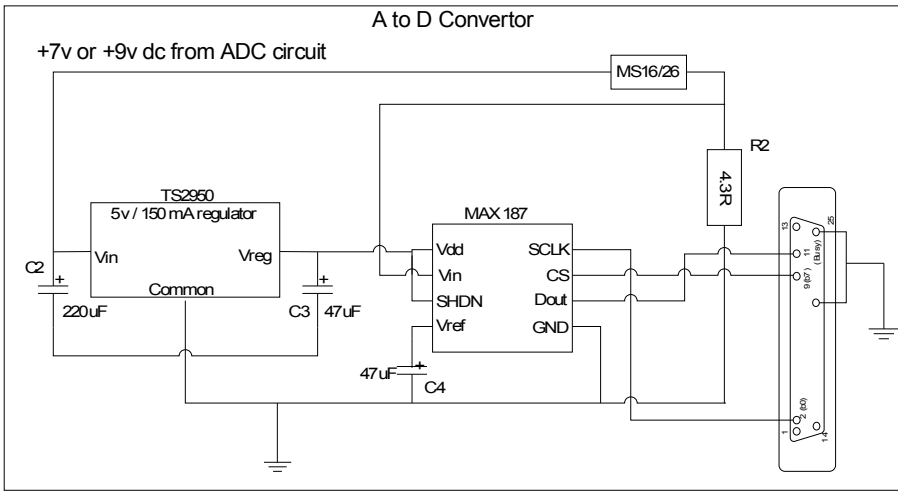 A to D Convertor
+7v or +9v dc from ADC circuit
MS16/26
R2
4.3R
TS2950
5v / 150 mA regulator
Vin
Vreg
Common
C2
220uF
C3
47uF
MAX 187
Vdd
Vin
SHDN
Vref
SCLK
CS
Dout
GND
47uF
C4
13
25
11
(Busy)
9 (b7)
2 (b0)
1
14